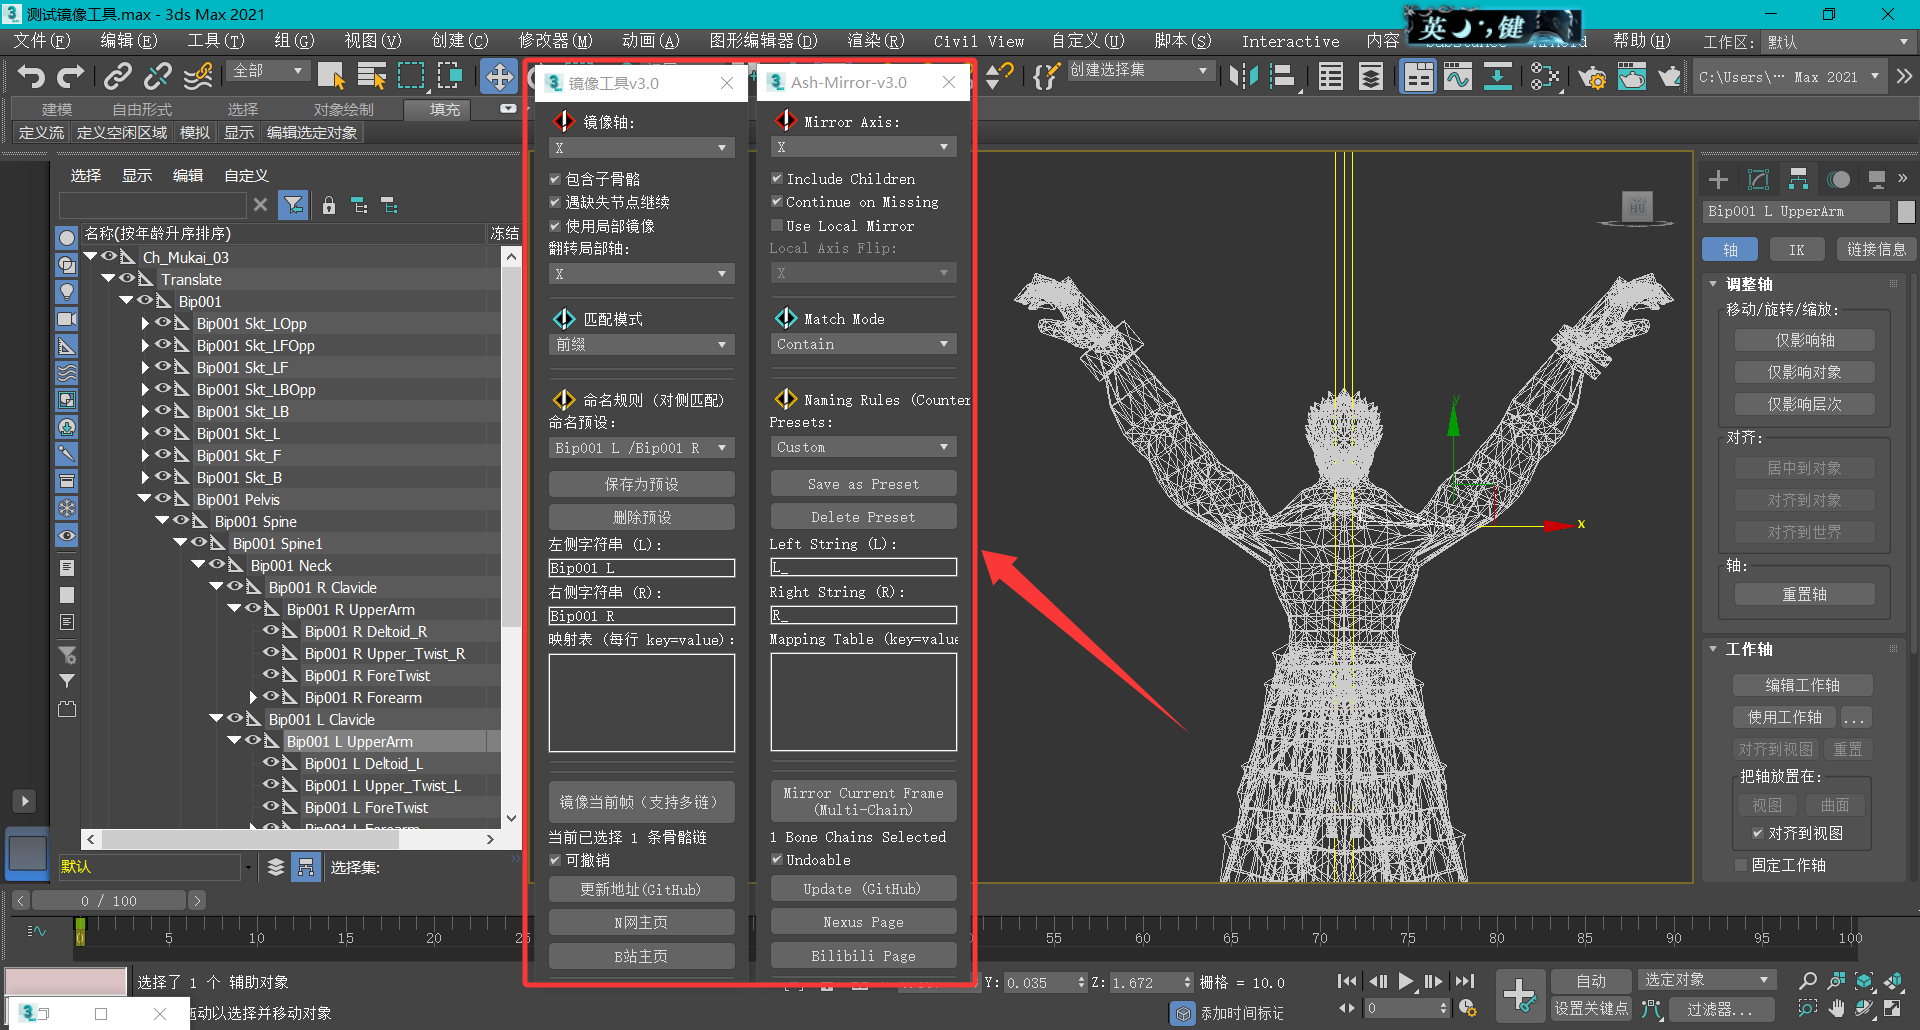 测试镜像工具.max - 3ds Max 2021
英 ;键
文件(F) 编辑(E) 工具(T) 组(G) 视图(V) 创建(C) 修改器(M) 动画(A) 图形编辑器(D) 渲染(R) Civil View 自定义(U) 脚本(S) Interactive 内容 帮助(H) 工作区: 默认
全部
创建选择集
C:\Users\··· Max 2021
建模 自由形式 选择 对象绘制 填充
定义流 定义空闲区域 模拟 显示 编辑选定对象
选择 显示 编辑 自定义
名称(按年龄升序排序) 冻结
Ch_Mukai_03
Translate
Bip001
Bip001 Skt_LOpp
Bip001 Skt_LFOpp
Bip001 Skt_LF
Bip001 Skt_LBOpp
Bip001 Skt_LB
Bip001 Skt_L
Bip001 Skt_F
Bip001 Skt_B
Bip001 Pelvis
Bip001 Spine
Bip001 Spine1
Bip001 Neck
Bip001 R Clavicle
Bip001 R UpperArm
Bip001 R Deltoid_R
Bip001 R Upper_Twist_R
Bip001 R ForeTwist
Bip001 R Forearm
Bip001 L Clavicle
Bip001 L UpperArm
Bip001 L Deltoid_L
Bip001 L Upper_Twist_L
Bip001 L ForeTwist
Bip001 L Forearm
默认
选择集:
镜像工具v3.0
镜像轴:
X
包含子骨骼
遇缺失节点继续
使用局部镜像
翻转局部轴:
X
匹配模式
前缀
命名规则 (对侧匹配)
命名预设:
Bip001 L /Bip001 R
保存为预设
删除预设
左侧字符串 (L):
Bip001 L
右侧字符串 (R):
Bip001 R
映射表 (每行 key=value):
镜像当前帧（支持多链）
当前已选择 1 条骨骼链
可撤销
更新地址(GitHub)
N网主页
B站主页
Ash-Mirror-v3.0
Mirror Axis:
X
Include Children
Continue on Missing
Use Local Mirror
Local Axis Flip:
X
Match Mode
Contain
Naming Rules (Counter
Presets:
Custom
Save as Preset
Delete Preset
Left String (L):
L_
Right String (R):
R_
Mapping Table (key=value
Mirror Current Frame
(Multi-Chain)
1 Bone Chains Selected
Undoable
Update (GitHub)
Nexus Page
Bilibili Page
前
y
x
Bip001 L UpperArm
轴 IK 链接信息
调整轴
移动/旋转/缩放:
仅影响轴
仅影响对象
仅影响层次
对齐:
居中到对象
对齐到对象
对齐到世界
轴:
重置轴
工作轴
编辑工作轴
使用工作轴 ...
对齐到视图 重置
把轴放置在:
视图 曲面
对齐到视图
固定工作轴
0 / 100
0 5 10 15 20 25 55 60 65 70 75 80 85 90 95 100
选择了 1 个 辅助对象
拖动以选择并移动对象
Y: 0.035 Z: 1.672 栅格 = 10.0
添加时间标记
0
自动 选定对象
设置关键点 过滤器...